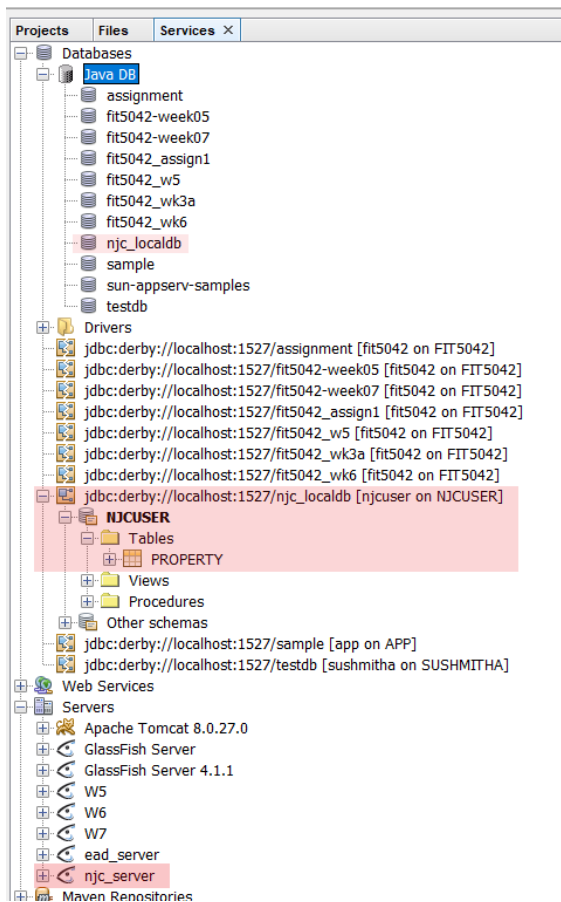 Projects Files Services ×
Databases
Java DB
assignment
fit5042-week05
fit5042-week07
fit5042_assign1
fit5042_w5
fit5042_wk3a
fit5042_wk6
njc_localdb
sample
sun-appserv-samples
testdb
Drivers
jdbc:derby://localhost:1527/assignment [fit5042 on FIT5042]
jdbc:derby://localhost:1527/fit5042-week05 [fit5042 on FIT5042]
jdbc:derby://localhost:1527/fit5042-week07 [fit5042 on FIT5042]
jdbc:derby://localhost:1527/fit5042_assign1 [fit5042 on FIT5042]
jdbc:derby://localhost:1527/fit5042_w5 [fit5042 on FIT5042]
jdbc:derby://localhost:1527/fit5042_wk3a [fit5042 on FIT5042]
jdbc:derby://localhost:1527/fit5042_wk6 [fit5042 on FIT5042]
jdbc:derby://localhost:1527/njc_localdb [njcuser on NJCUSER]
NJCUSER
Tables
PROPERTY
Views
Procedures
Other schemas
jdbc:derby://localhost:1527/sample [app on APP]
jdbc:derby://localhost:1527/testdb [sushmitha on SUSHMITHA]
Web Services
Servers
Apache Tomcat 8.0.27.0
GlassFish Server
GlassFish Server 4.1.1
W5
W6
W7
ead_server
njc_server
Maven Repositories